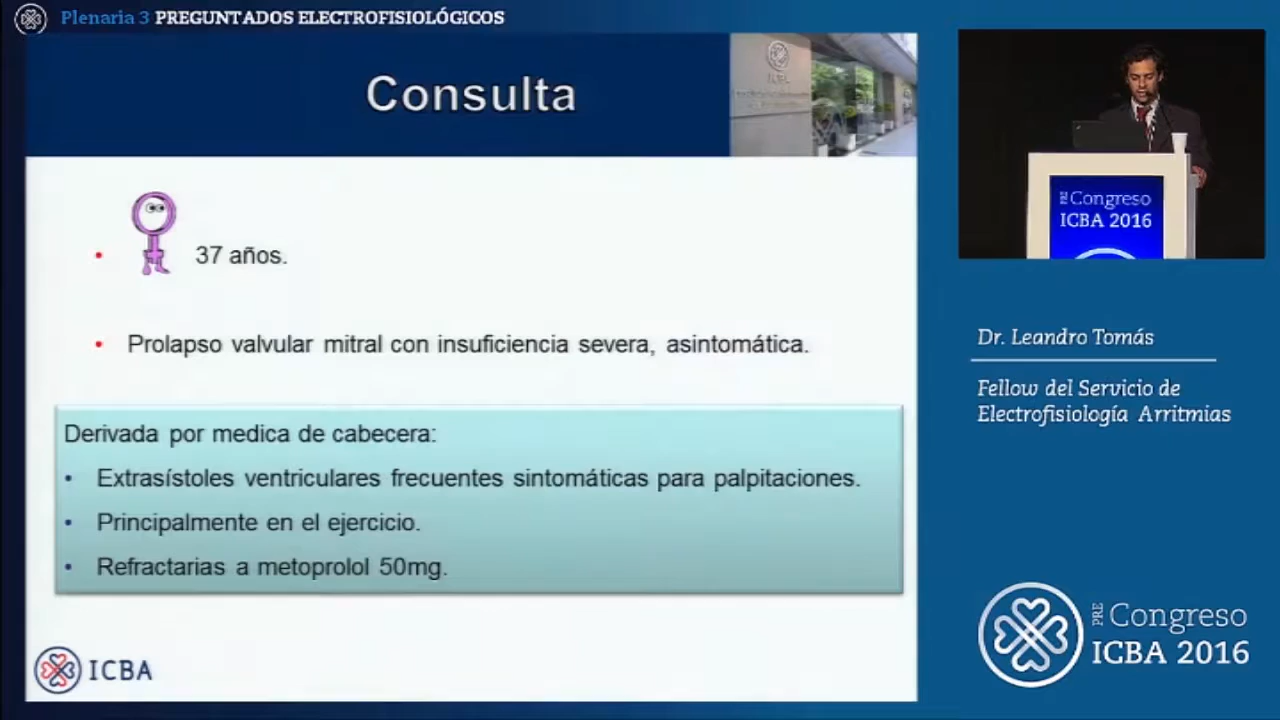 Plenaria 3 PREGUNTADOS ELECTROFISIOLÓGICOS
Consulta
ICBA
37 años.
Prolapso valvular mitral con insuficiencia severa, asintomática.
Derivada por medica de cabecera:
Extrasístoles ventriculares frecuentes sintomáticas para palpitaciones.
Principalmente en el ejercicio.
Refractarias a metoprolol 50mg.
ICBA
PRE Congreso
ICBA 2016
Dr. Leandro Tomás
Fellow del Servicio de
Electrofisiología Arritmias
PRE Congreso
ICBA 2016